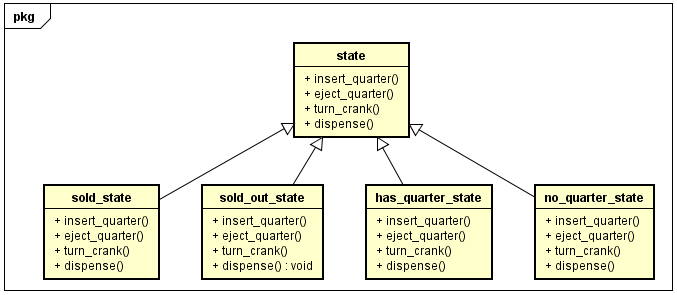 pkg
state
+ insert_quarter()
+ eject_quarter()
+ turn_crank()
+ dispense()
sold_state
+ insert_quarter()
+ eject_quarter()
+ turn_crank()
+ dispense()
sold_out_state
+ insert_quarter()
+ eject_quarter()
+ turn_crank()
+ dispense() : void
has_quarter_state
+ insert_quarter()
+ eject_quarter()
+ turn_crank()
+ dispense()
no_quarter_state
+ insert_quarter()
+ eject_quarter()
+ turn_crank()
+ dispense()